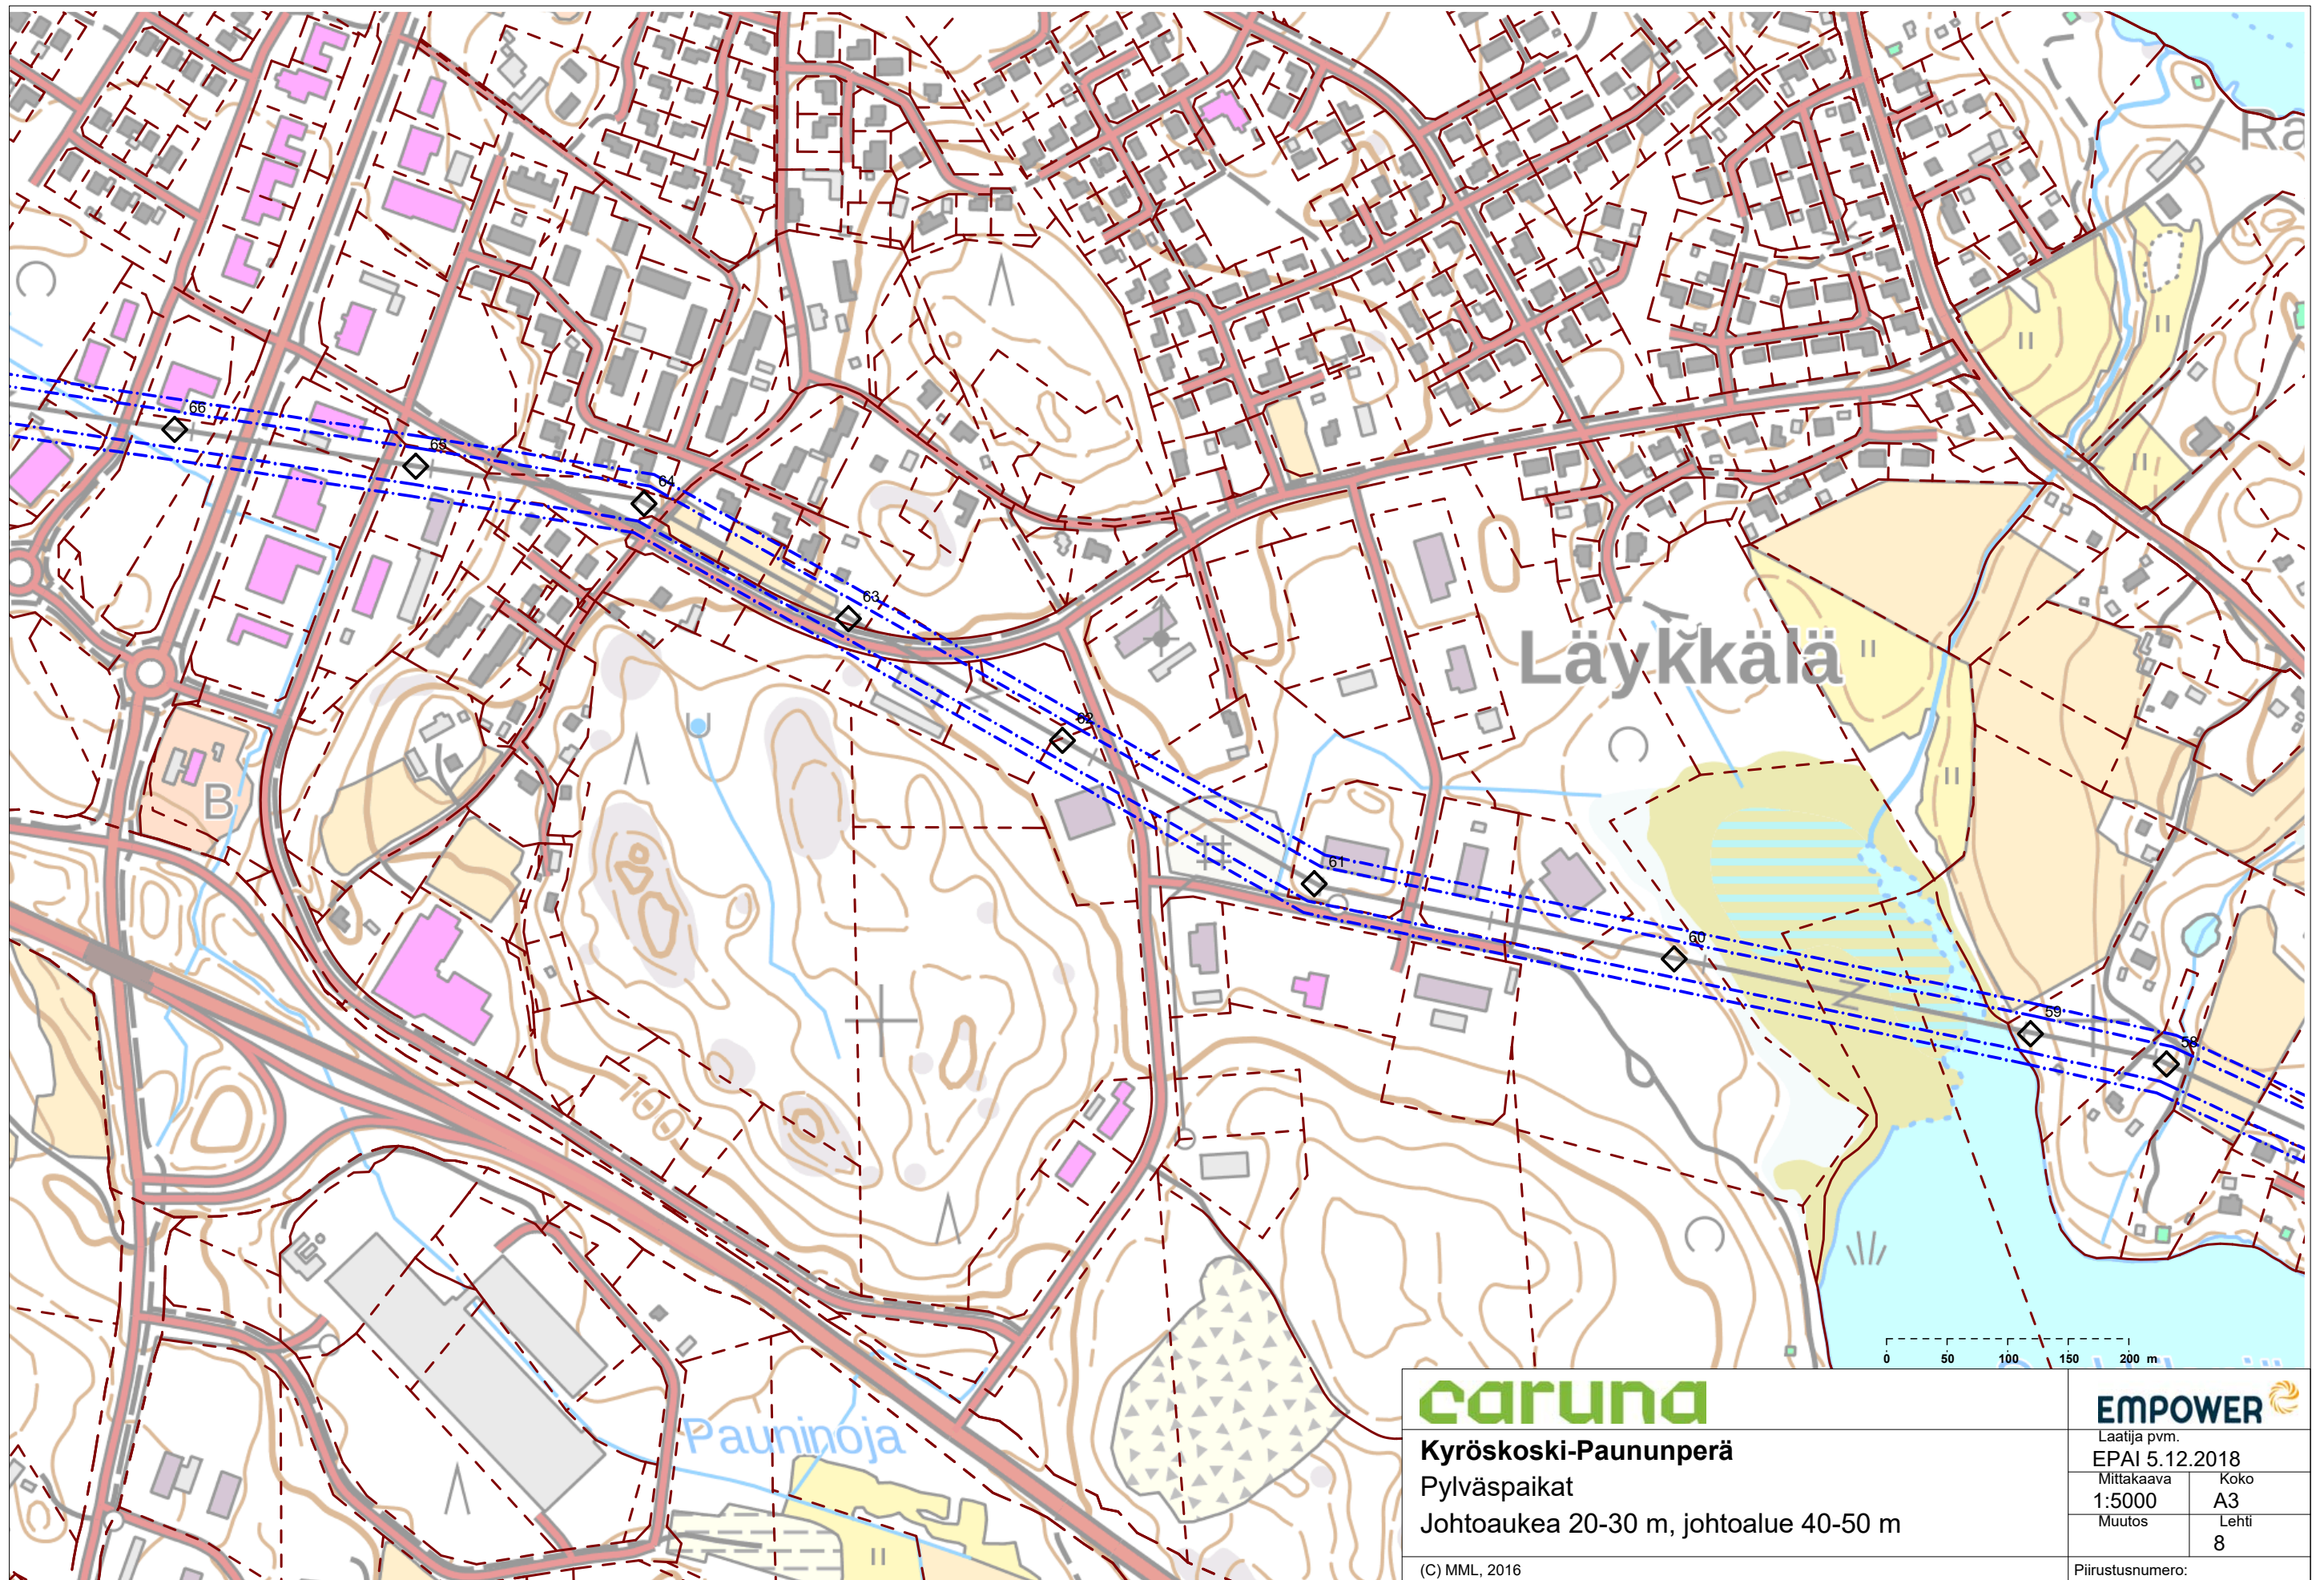 Ra
66
65
64
63
62
61
60
59
58
Läykkälä
B
100
Pauninoja
0 50 100 150 200 m
caruna
EMPOWER
Kyröskoski-Paununperä
Pylväspaikat
Johtoaukea 20-30 m, johtoalue 40-50 m
(C) MML, 2016
Laatija pvm.
EPAI 5.12.2018
Mittakaava Koko
1:5000 A3
Muutos Lehti
8
Piirustusnumero: